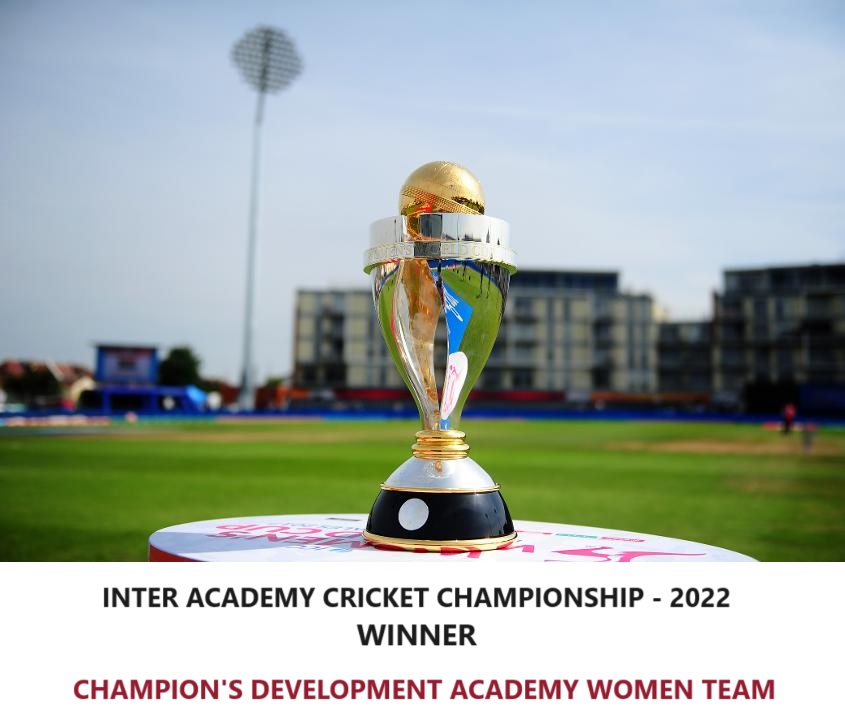 INTER ACADEMY CRICKET CHAMPIONSHIP - 2022
WINNER
CHAMPION'S DEVELOPMENT ACADEMY WOMEN TEAM